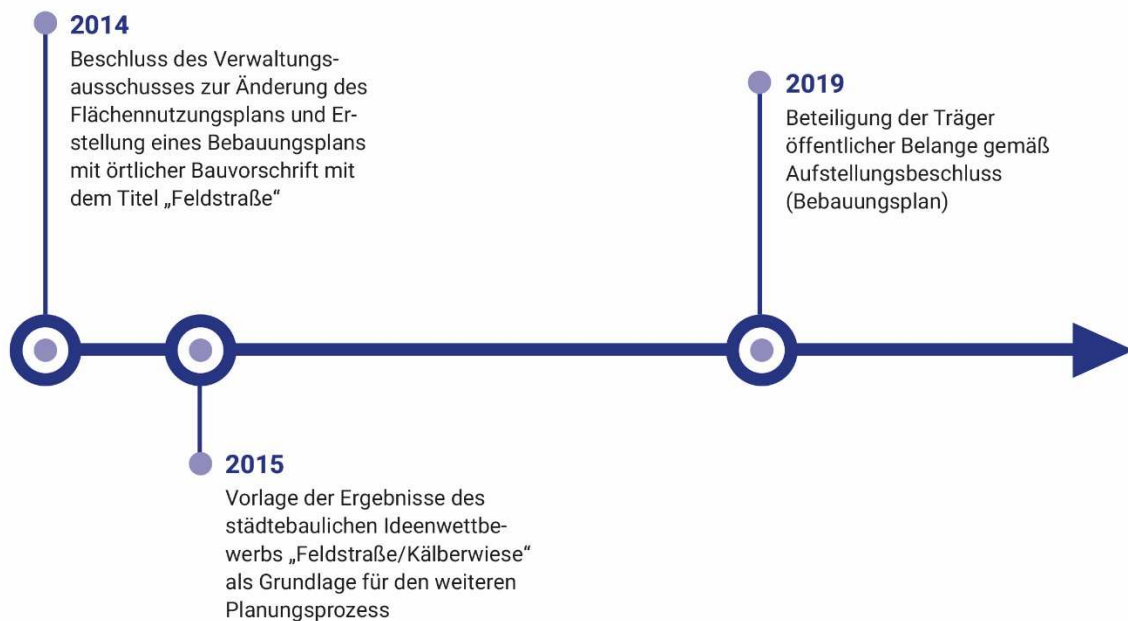 2014
Beschluss des Verwaltungs-
ausschusses zur Änderung des
Flächennutzungsplans und Er-
stellung eines Bebauungsplans
mit örtlicher Bauvorschrift mit
dem Titel „Feldstraße“
2015
Vorlage der Ergebnisse des
städtebaulichen Ideenwettbe-
werbs „Feldstraße/Kälberwiese“
als Grundlage für den weiteren
Planungsprozess
2019
Beteiligung der Träger
öffentlicher Belange gemäß
Aufstellungsbeschluss
(Bebauungsplan)